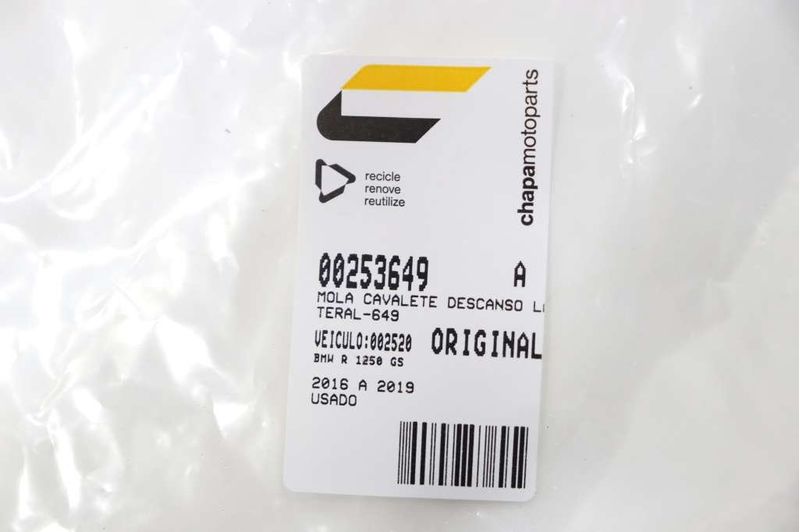 chapamotoparts
recicle
renove
reutilize
00253649 A
MOLA CAVALETE DESCANSO L
TERAL-649
VEICULO:002520 ORIGINAL
BMW R 1250 GS
2016 A 2019
USADO